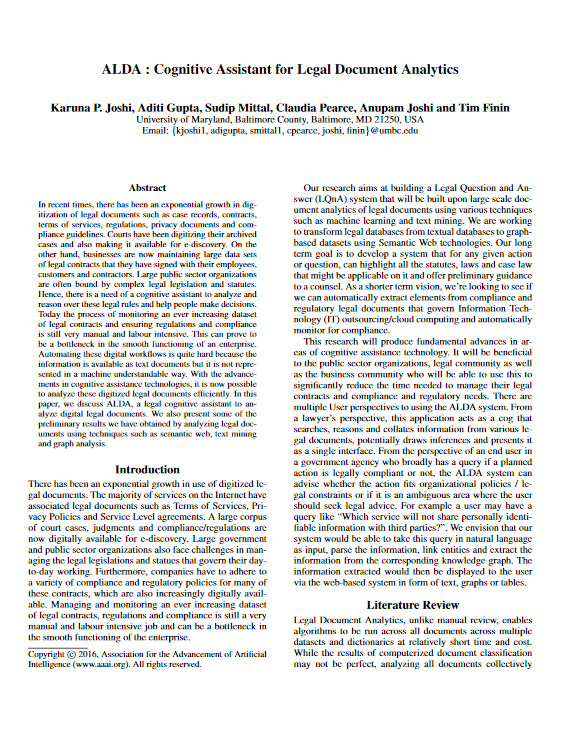 ALDA : Cognitive Assistant for Legal Document Analytics
Karuna P. Joshi, Aditi Gupta, Sudip Mittal, Claudia Pearce, Anupam Joshi and Tim Finin
University of Maryland, Baltimore County, Baltimore, MD 21250, USA
Email: {kjoshi1, adigupta, smittal1, cpearce, joshi, finin}@umbc.edu
Abstract
In recent times, there has been an exponential growth in dig-
itization of legal documents such as case records, contracts,
terms of services, regulations, privacy documents and com-
pliance guidelines. Courts have been digitizing their archived
cases and also making it available for e-discovery. On the
other hand, businesses are now maintaining large data sets
of legal contracts that they have signed with their employees,
customers and contractors. Large public sector organizations
are often bound by complex legal legislation and statutes.
Hence, there is a need of a cognitive assistant to analyze and
reason over these legal rules and help people make decisions.
Today the process of monitoring an ever increasing dataset
of legal contracts and ensuring regulations and compliance
is still very manual and labour intensive. This can prove to
be a bottleneck in the smooth functioning of an enterprise.
Automating these digital workflows is quite hard because the
information is available as text documents but it is not rep-
resented in a machine understandable way. With the advance-
ments in cognitive assistance technologies, it is now possible
to analyze these digitized legal documents efficiently. In this
paper, we discuss ALDA, a legal cognitive assistant to an-
alyze digital legal documents. We also present some of the
preliminary results we have obtained by analyzing legal doc-
uments using techniques such as semantic web, text mining
and graph analysis.
Introduction
There has been an exponential growth in use of digitized le-
gal documents. The majority of services on the Internet have
associated legal documents such as Terms of Services, Pri-
vacy Policies and Service Level agreements. A large corpus
of court cases, judgments and compliance/regulations are
now digitally available for e-discovery. Large government
and public sector organizations also face challenges in man-
aging the legal legislations and statues that govern their day-
to-day working. Furthermore, companies have to adhere to
a variety of compliance and regulatory policies for many of
these contracts, which are also increasingly digitally avail-
able. Managing and monitoring an ever increasing dataset
of legal contracts, regulations and compliance is still a very
manual and labour intensive job and can be a bottleneck in
the smooth functioning of the enterprise.
Copyright © 2016, Association for the Advancement of Artificial
Intelligence (www.aaai.org). All rights reserved.
Our research aims at building a Legal Question and An-
swer (LQnA) system that will be built upon large scale doc-
ument analytics of legal documents using various techniques
such as machine learning and text mining. We are working
to transform legal databases from textual databases to graph-
based datasets using Semantic Web technologies. Our long
term goal is to develop a system that for any given action
or question, can highlight all the statutes, laws and case law
that might be applicable on it and offer preliminary guidance
to a counsel. As a shorter term vision, we're looking to see if
we can automatically extract elements from compliance and
regulatory legal documents that govern Information Tech-
nology (IT) outsourcing/cloud computing and automatically
monitor for compliance.
This research will produce fundamental advances in ar-
eas of cognitive assistance technology. It will be beneficial
to the public sector organizations, legal community as well
as the business community who will be able to use this to
significantly reduce the time needed to manage their legal
contracts and compliance and regulatory needs. There are
multiple User perspectives to using the ALDA system. From
a lawyer's perspective, this application acts as a cog that
searches, reasons and collates information from various le-
gal documents, potentially draws inferences and presents it
as a single interface. From the perspective of an end user in
a government agency who broadly has a query if a planned
action is legally compliant or not, the ALDA system can
advise whether the action fits organizational policies / le-
gal constraints or if it is an ambiguous area where the user
should seek legal advice. For example a user may have a
query like "Which service will not share personally identi-
fiable information with third parties?". We envision that our
system would be able to take this query in natural language
as input, parse the information, link entities and extract the
information from the corresponding knowledge graph. The
information extracted would then be displayed to the user
via the web-based system in form of text, graphs or tables.
Literature Review
Legal Document Analytics, unlike manual review, enables
algorithms to be run across all documents across multiple
datasets and dictionaries at relatively short time and cost.
While the results of computerized document classification
may not be perfect, analyzing all documents collectively